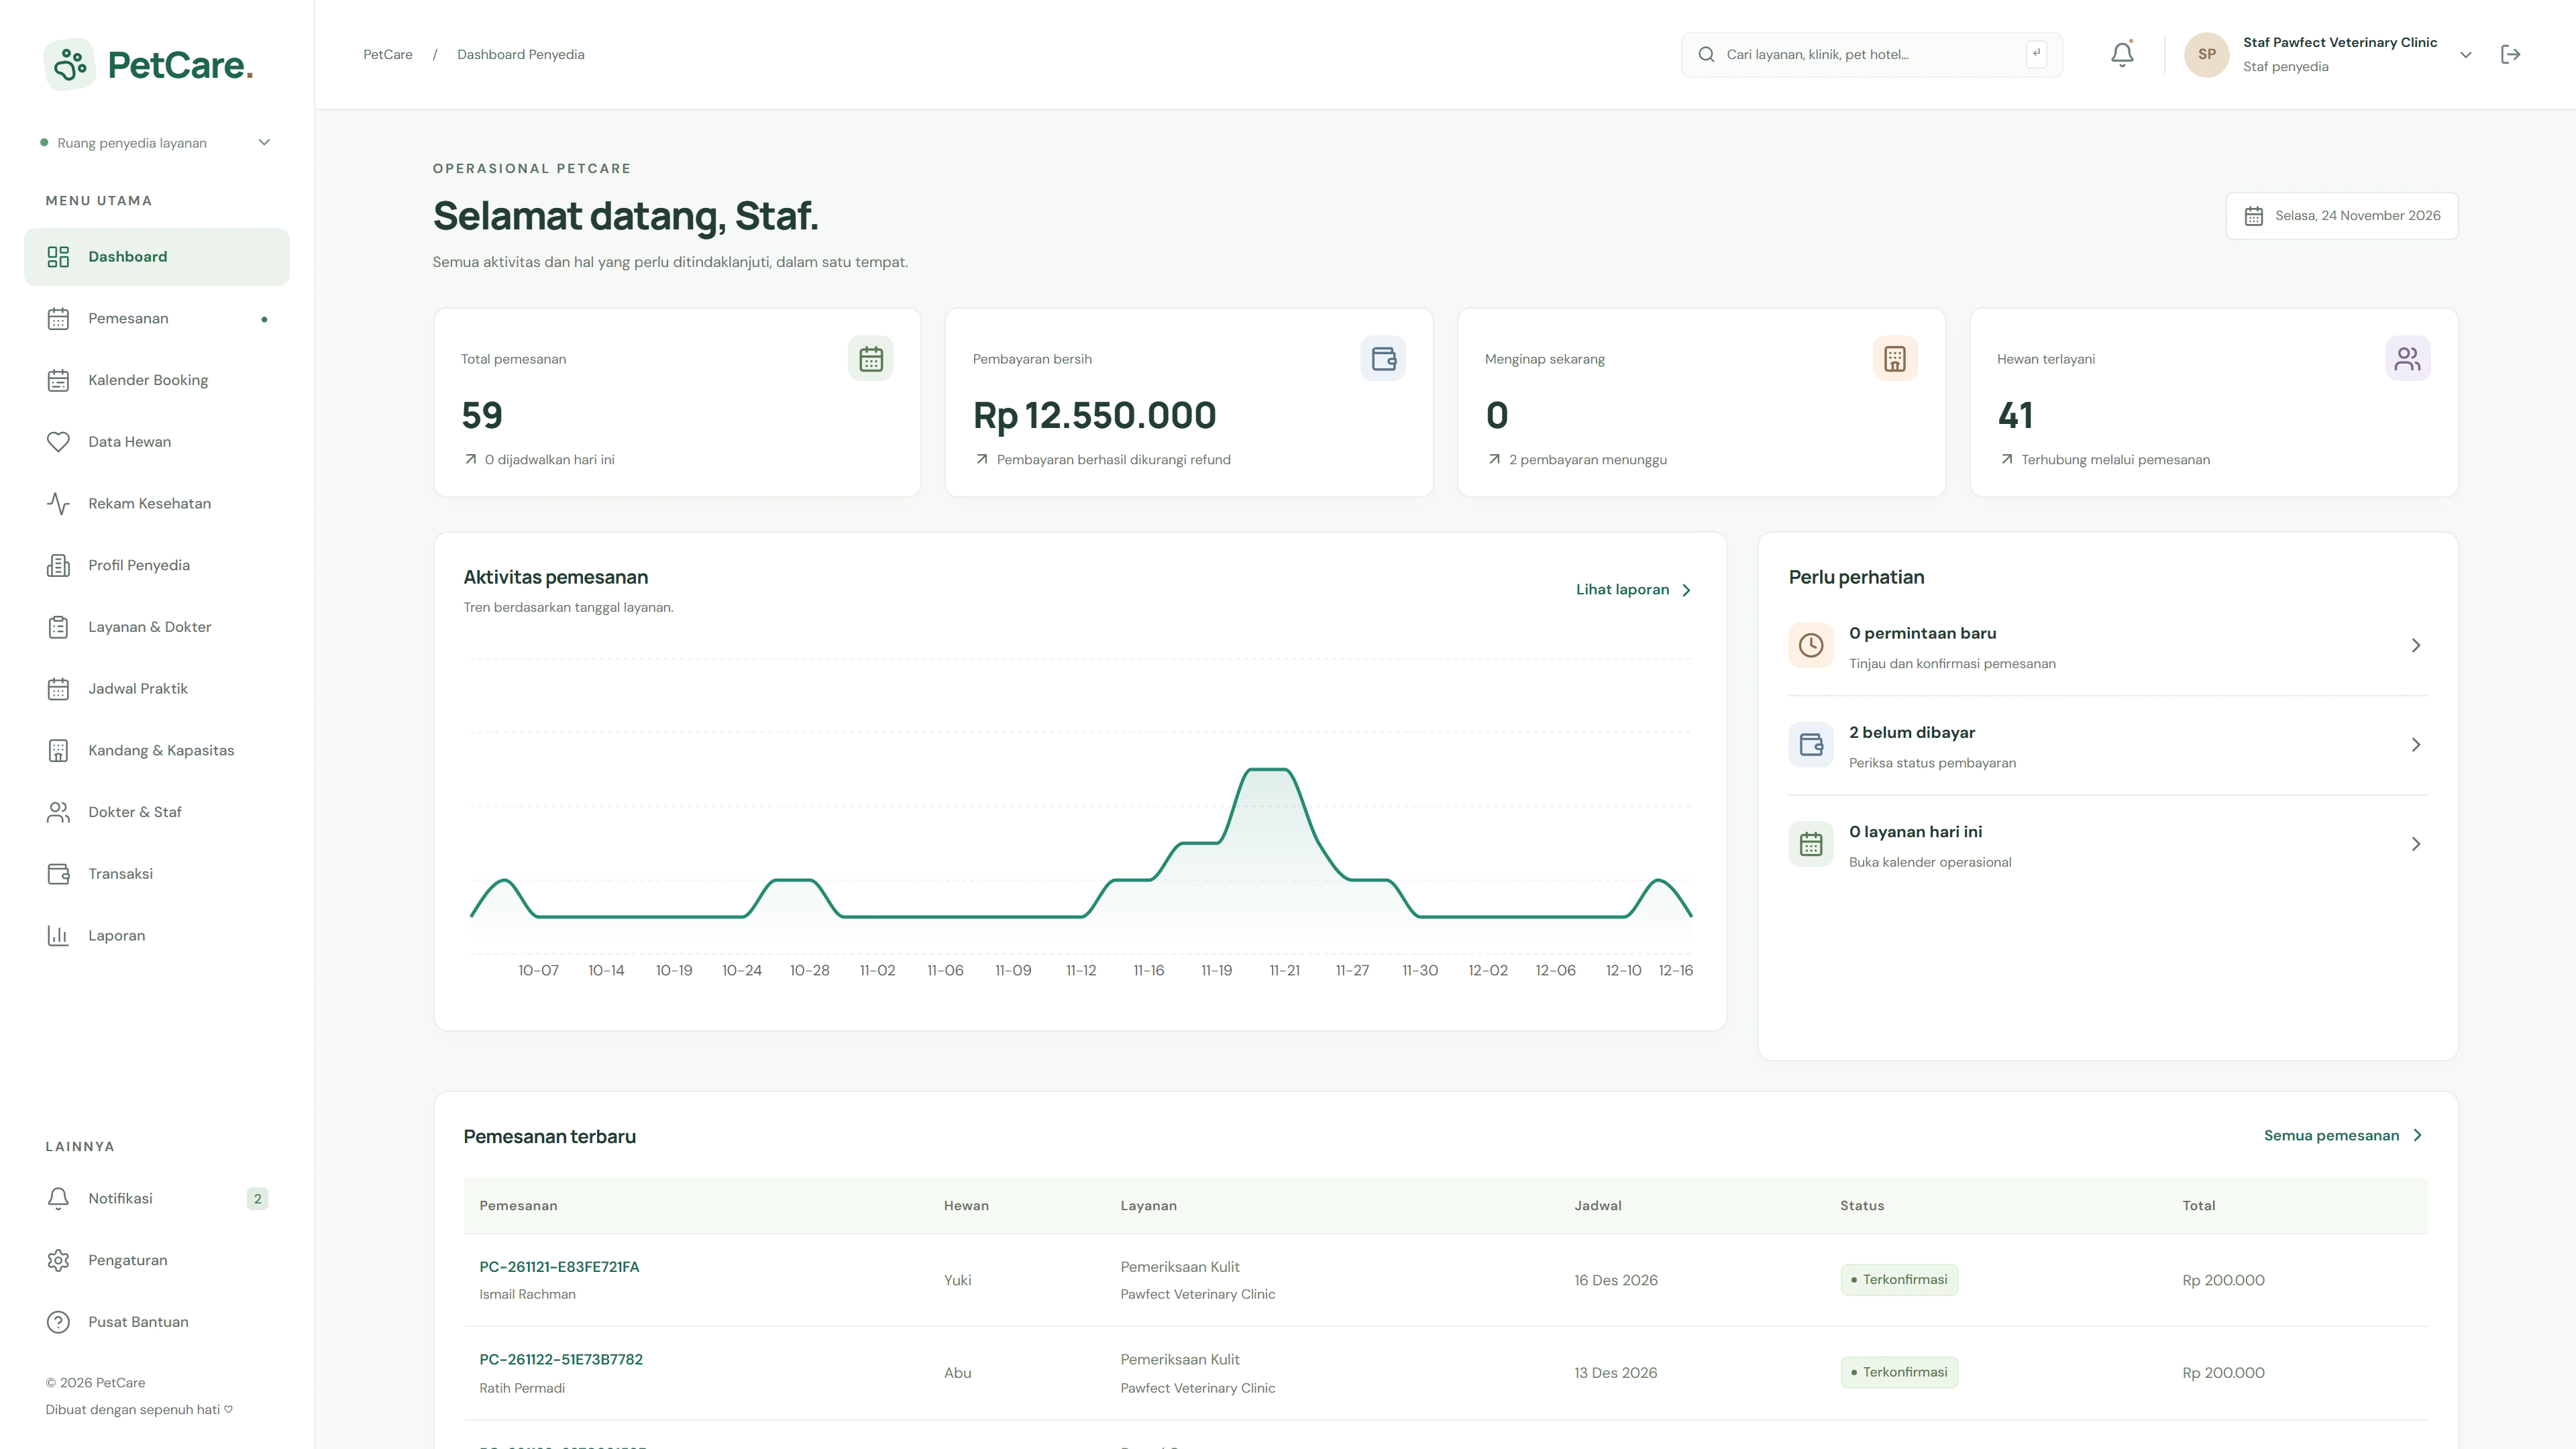 PetCare.
Ruang penyedia layanan
MENU UTAMA
Dashboard
Pemesanan
Kalender Booking
Data Hewan
Rekam Kesehatan
Profil Penyedia
Layanan & Dokter
Jadwal Praktik
Kandang & Kapasitas
Dokter & Staf
Transaksi
Laporan
LAINNYA
Notifikasi 2
Pengaturan
Pusat Bantuan
© 2026 PetCare
Dibuat dengan sepenuh hati ♡
PetCare / Dashboard Penyedia
Cari layanan, klinik, pet hotel...
SP
Staf Pawfect Veterinary Clinic
Staf penyedia
OPERASIONAL PETCARE
Selamat datang, Staf.
Semua aktivitas dan hal yang perlu ditindaklanjuti, dalam satu tempat.
Selasa, 24 November 2026
Total pemesanan
59
0 dijadwalkan hari ini
Pembayaran bersih
Rp 12.550.000
Pembayaran berhasil dikurangi refund
Menginap sekarang
0
2 pembayaran menunggu
Hewan terlayani
41
Terhubung melalui pemesanan
Aktivitas pemesanan
Tren berdasarkan tanggal layanan.
Lihat laporan
10-07 10-14 10-19 10-24 10-28 11-02 11-06 11-09 11-12 11-16 11-19 11-21 11-27 11-30 12-02 12-06 12-10 12-16
Perlu perhatian
0 permintaan baru
Tinjau dan konfirmasi pemesanan
2 belum dibayar
Periksa status pembayaran
0 layanan hari ini
Buka kalender operasional
Pemesanan terbaru
Semua pemesanan
Pemesanan Hewan Layanan Jadwal Status Total
PC-261121-E83FE721FA
Ismail Rachman
Yuki
Pemeriksaan Kulit
Pawfect Veterinary Clinic
16 Des 2026
Terkonfirmasi
Rp 200.000
PC-261122-51E73B7782
Ratih Permadi
Abu
Pemeriksaan Kulit
Pawfect Veterinary Clinic
13 Des 2026
Terkonfirmasi
Rp 200.000